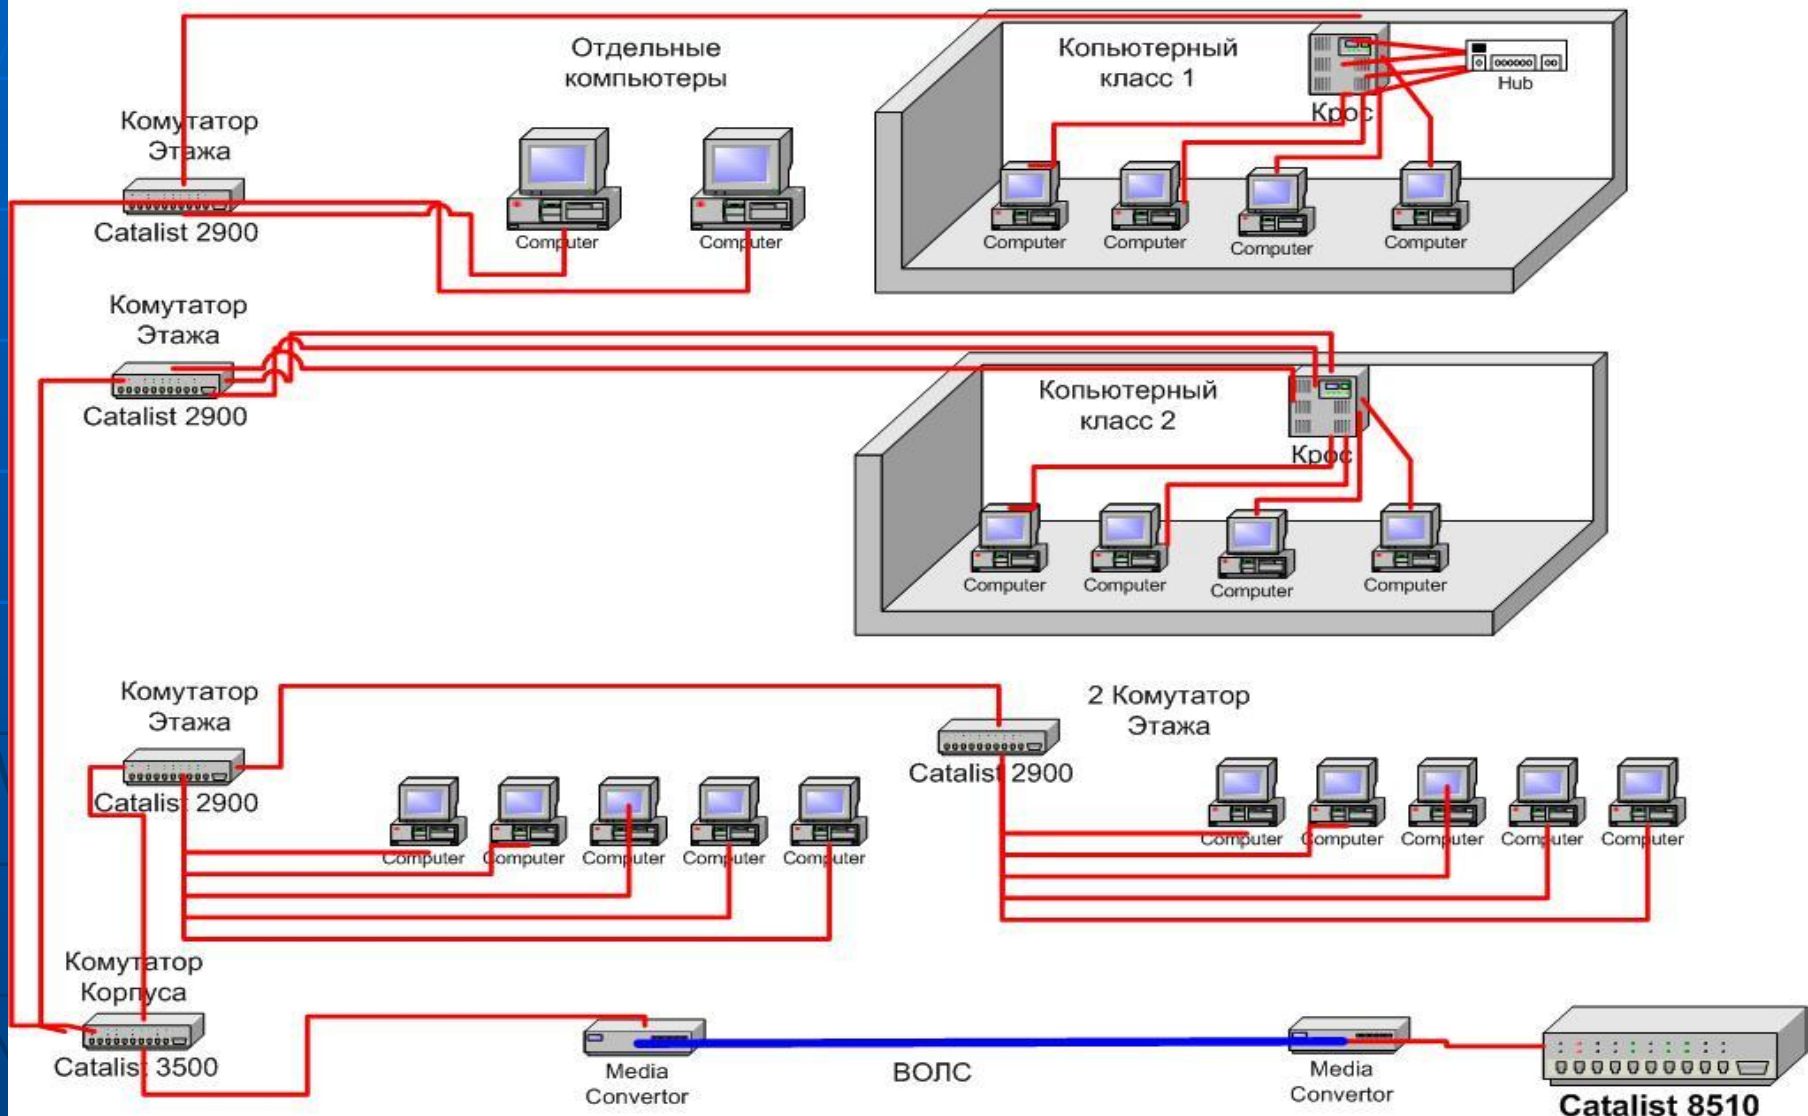 Отдельные
компьютеры
Копьютерный
класс 1
Hub
Крос
Комутатор
Этажа
Catalist 2900
Computer
Computer
Computer
Computer
Computer
Computer
Комутатор
Этажа
Catalist 2900
Копьютерный
класс 2
Крос
Computer
Computer
Computer
Computer
Комутатор
Этажа
Catalist 2900
2 Комутатор
Этажа
Catalist 2900
Computer
Computer
Computer
Computer
Computer
Computer
Computer
Computer
Computer
Computer
Комутатор
Корпуса
Catalist 3500
Media
Convertor
ВОЛС
Media
Convertor
Catalist 8510